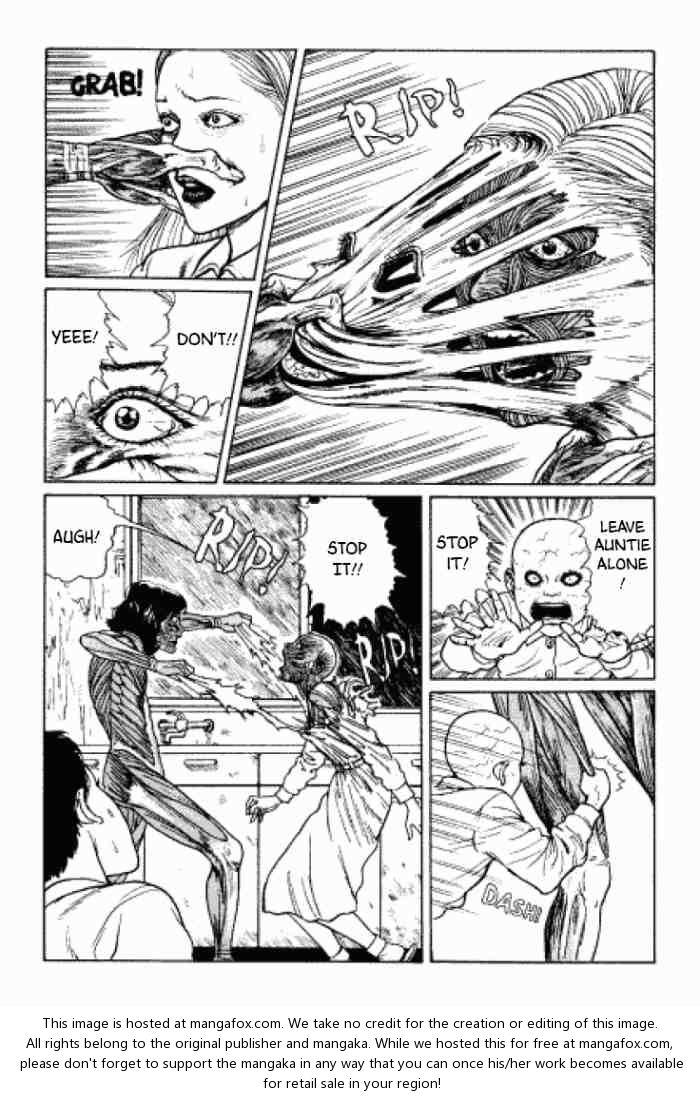 GRAB!
RIP!
YEEE!
DON'T!!
AUGH!
RIP!
STOP
IT!!
RIP!
STOP
IT!
LEAVE
AUNTIE
ALONE
!
DASH!!
This image is hosted at mangafox.com. We take no credit for the creation or editing of this image.
All rights belong to the original publisher and mangaka. While we hosted this for free at mangafox.com,
please don't forget to support the mangaka in any way that you can once his/her work becomes available
for retail sale in your region!